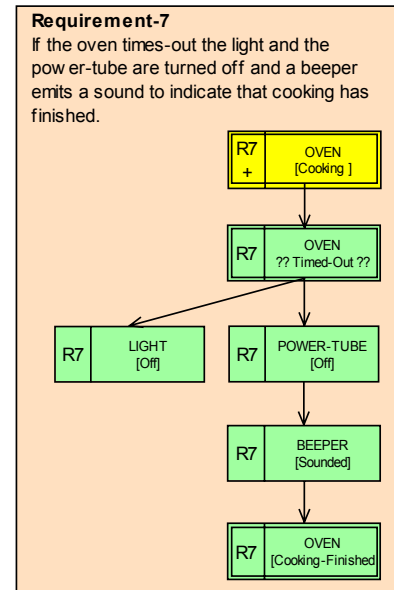 Requirement-7
If the oven times-out the light and the
power-tube are turned off and a beeper
emits a sound to indicate that cooking has
finished.
R7
+
OVEN
[Cooking ]
R7
OVEN
?? Timed-Out ??
R7
LIGHT
[Off]
R7
POWER-TUBE
[Off]
R7
BEEPER
[Sounded]
R7
OVEN
[Cooking-Finished